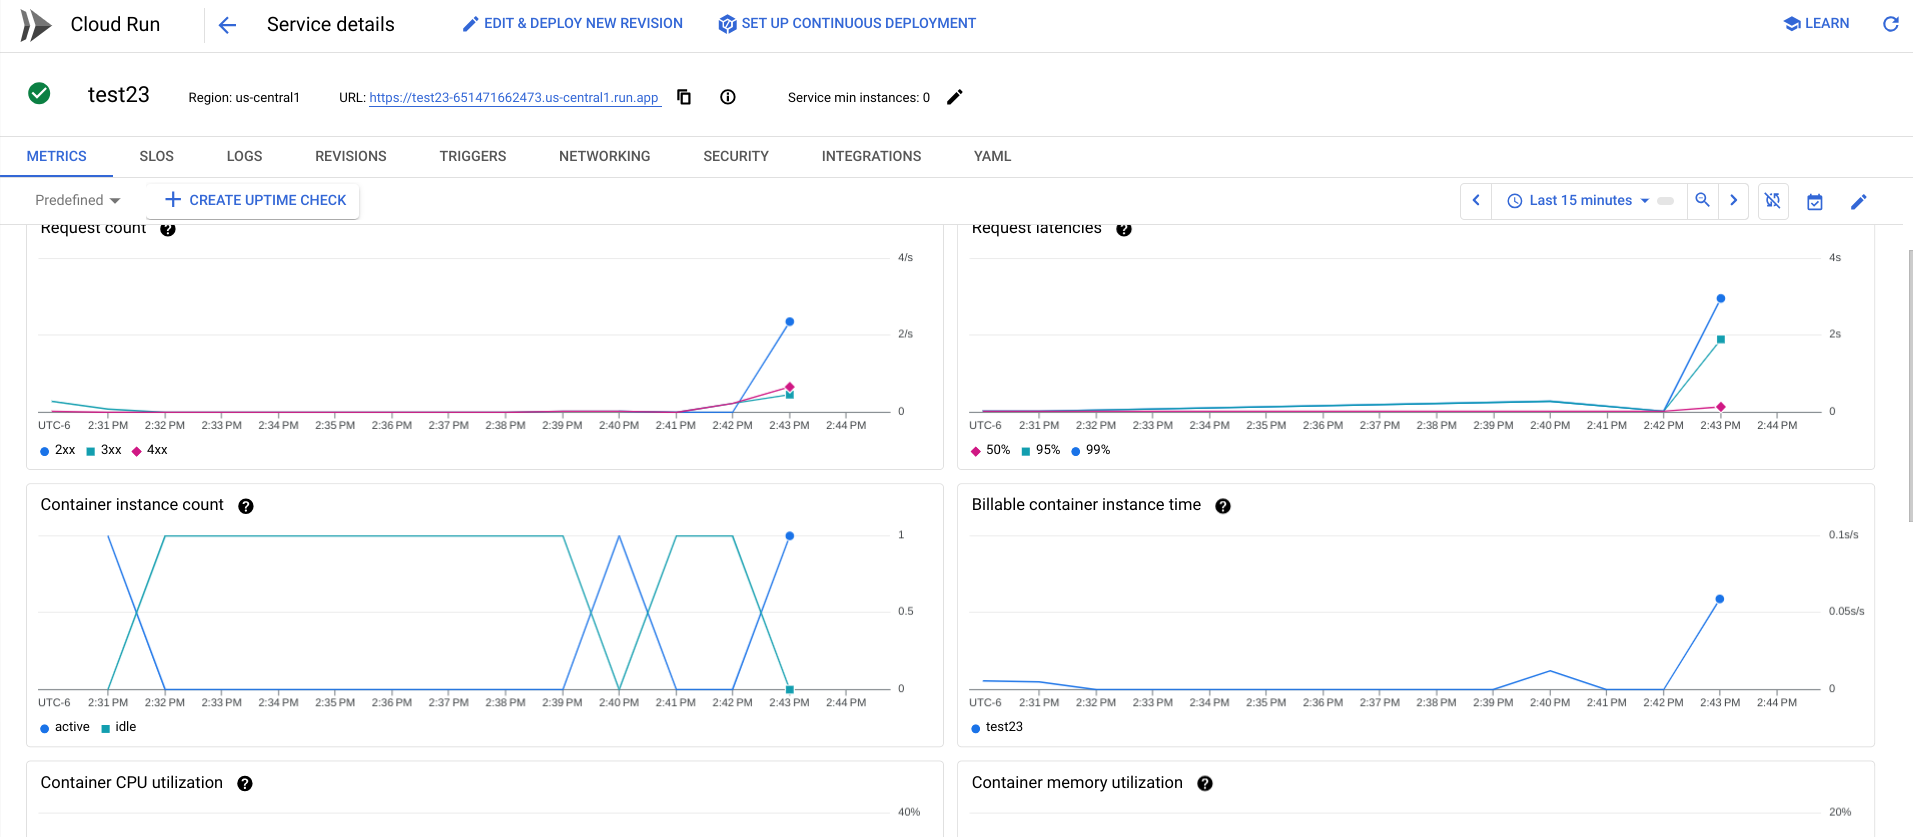 Cloud Run
Service details
EDIT & DEPLOY NEW REVISION
SET UP CONTINUOUS DEPLOYMENT
LEARN
test23
Region: us-central1
URL: https://test23-651471662473.us-central1.run.app
Service min instances: 0
METRICS SLOS LOGS REVISIONS TRIGGERS NETWORKING SECURITY INTEGRATIONS YAML
Predefined
CREATE UPTIME CHECK
Last 15 minutes
Request count
4/s
2/s
0
UTC-6 2:31 PM 2:32 PM 2:33 PM 2:34 PM 2:35 PM 2:36 PM 2:37 PM 2:38 PM 2:39 PM 2:40 PM 2:41 PM 2:42 PM 2:43 PM 2:44 PM
2xx 3xx 4xx
Request latencies
4s
2s
0
UTC-6 2:31 PM 2:32 PM 2:33 PM 2:34 PM 2:35 PM 2:36 PM 2:37 PM 2:38 PM 2:39 PM 2:40 PM 2:41 PM 2:42 PM 2:43 PM 2:44 PM
50% 95% 99%
Container instance count
1
0.5
0
UTC-6 2:31 PM 2:32 PM 2:33 PM 2:34 PM 2:35 PM 2:36 PM 2:37 PM 2:38 PM 2:39 PM 2:40 PM 2:41 PM 2:42 PM 2:43 PM 2:44 PM
active idle
Billable container instance time
0.1s/s
0.05s/s
0
UTC-6 2:31 PM 2:32 PM 2:33 PM 2:34 PM 2:35 PM 2:36 PM 2:37 PM 2:38 PM 2:39 PM 2:40 PM 2:41 PM 2:42 PM 2:43 PM 2:44 PM
test23
Container CPU utilization
40%
Container memory utilization
20%